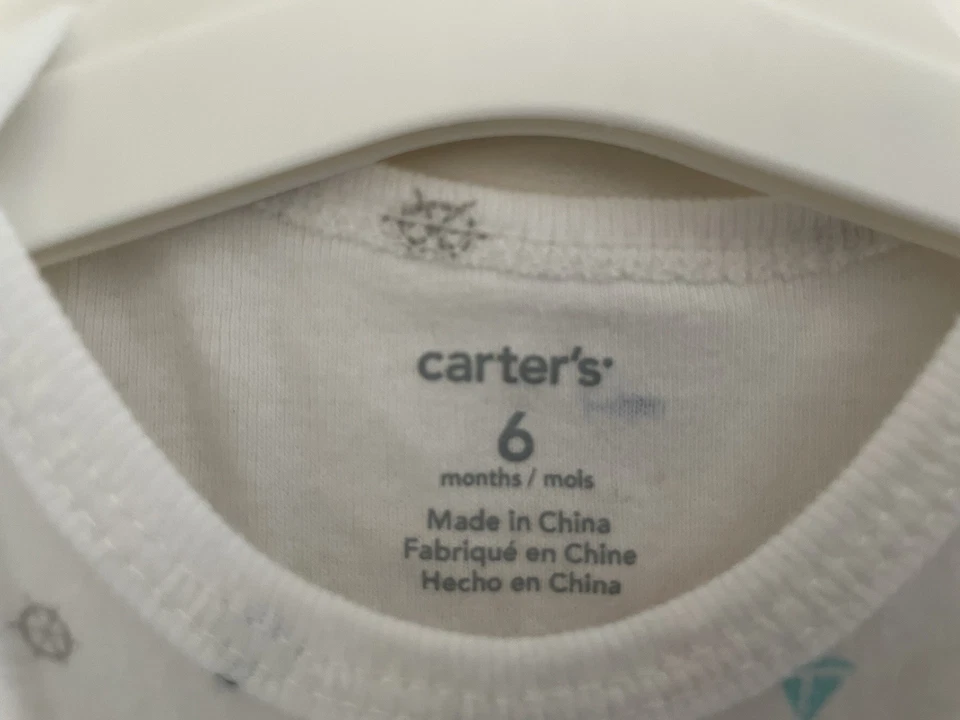 carter's
6
months / mois
Made in China
Fabriqué en Chine
Hecho en China